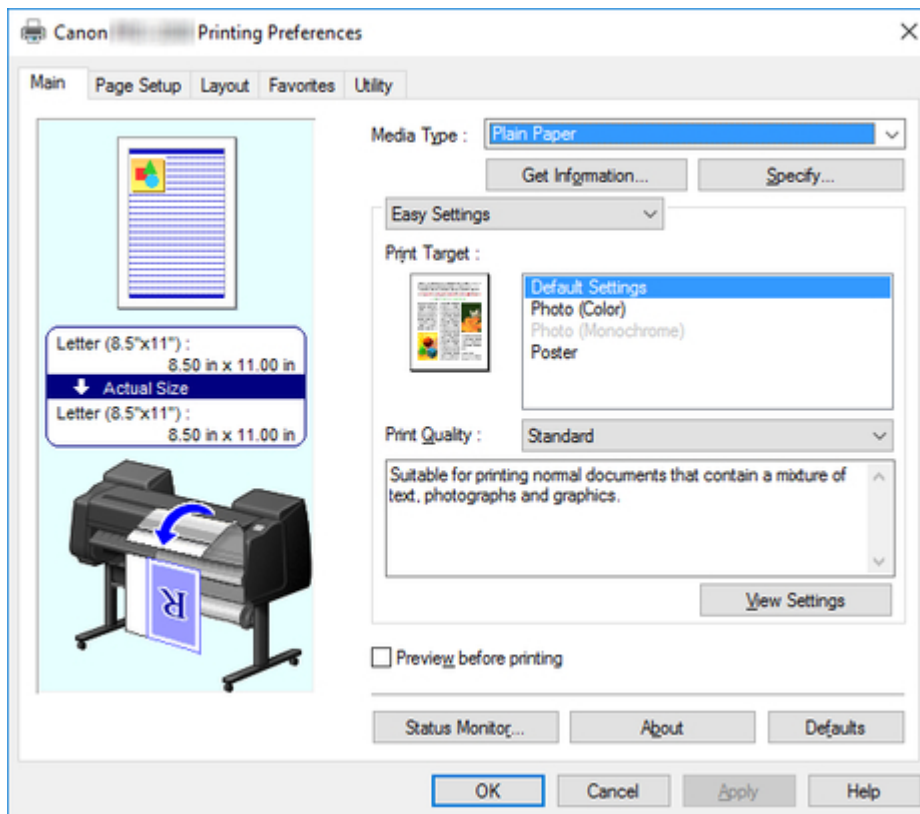 Canon Printing Preferences
Main Page Setup Layout Favorites Utility
Media Type : Plain Paper
Get Information... Specify...
Easy Settings
Print Target :
Default Settings
Photo (Color)
Photo (Monochrome)
Poster
Letter (8.5"x11") :
8.50 in x 11.00 in
Actual Size
Letter (8.5"x11") :
8.50 in x 11.00 in
R
Print Quality : Standard
Suitable for printing normal documents that contain a mixture of
text, photographs and graphics.
View Settings
Preview before printing
Status Monitor... About Defaults
OK Cancel Apply Help